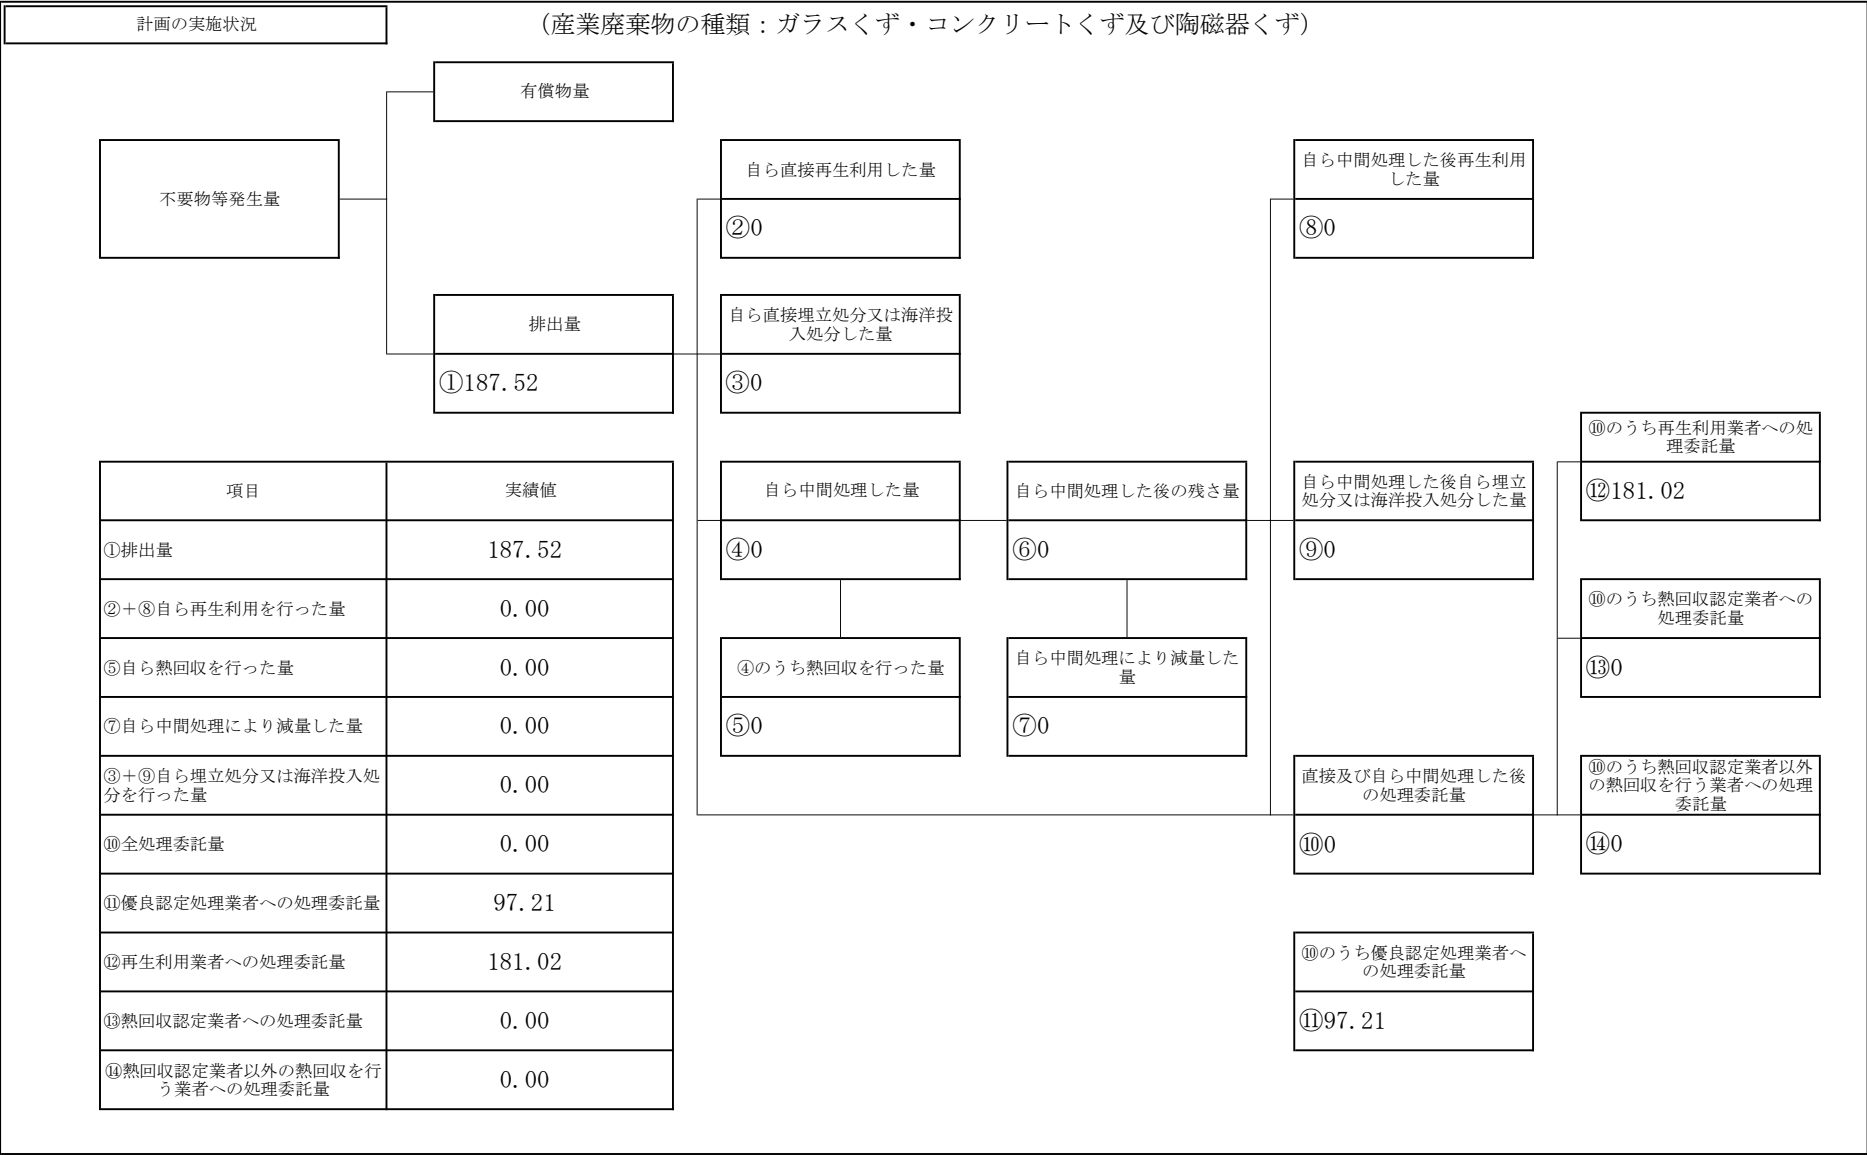 計画の実施状況
（産業廃棄物の種類：ガラスくず・コンクリートくず及び陶磁器くず）
有償物量
不要物等発生量
排出量
①187.52
自ら直接再生利用した量
②0
自ら直接埋立処分又は海洋投
入処分した量
③0
自ら中間処理した量
④0
④のうち熱回収を行った量
⑤0
自ら中間処理した後の残さ量
⑥0
自ら中間処理により減量した
量
⑦0
自ら中間処理した後再生利用
した量
⑧0
自ら中間処理した後自ら埋立
処分又は海洋投入処分した量
⑨0
直接及び自ら中間処理した後
の処理委託量
⑩0
⑩のうち優良認定処理業者へ
の処理委託量
⑪97.21
⑩のうち再生利用業者への処
理委託量
⑫181.02
⑩のうち熱回収認定業者への
処理委託量
⑬0
⑩のうち熱回収認定業者以外
の熱回収を行う業者への処理
委託量
⑭0
項目 実績値
①排出量 187.52
②＋⑧自ら再生利用を行った量 0.00
⑤自ら熱回収を行った量 0.00
⑦自ら中間処理により減量した量 0.00
③＋⑨自ら埋立処分又は海洋投入処
分を行った量 0.00
⑩全処理委託量 0.00
⑪優良認定処理業者への処理委託量 97.21
⑫再生利用業者への処理委託量 181.02
⑬熱回収認定業者への処理委託量 0.00
⑭熱回収認定業者以外の熱回収を行
う業者への処理委託量 0.00